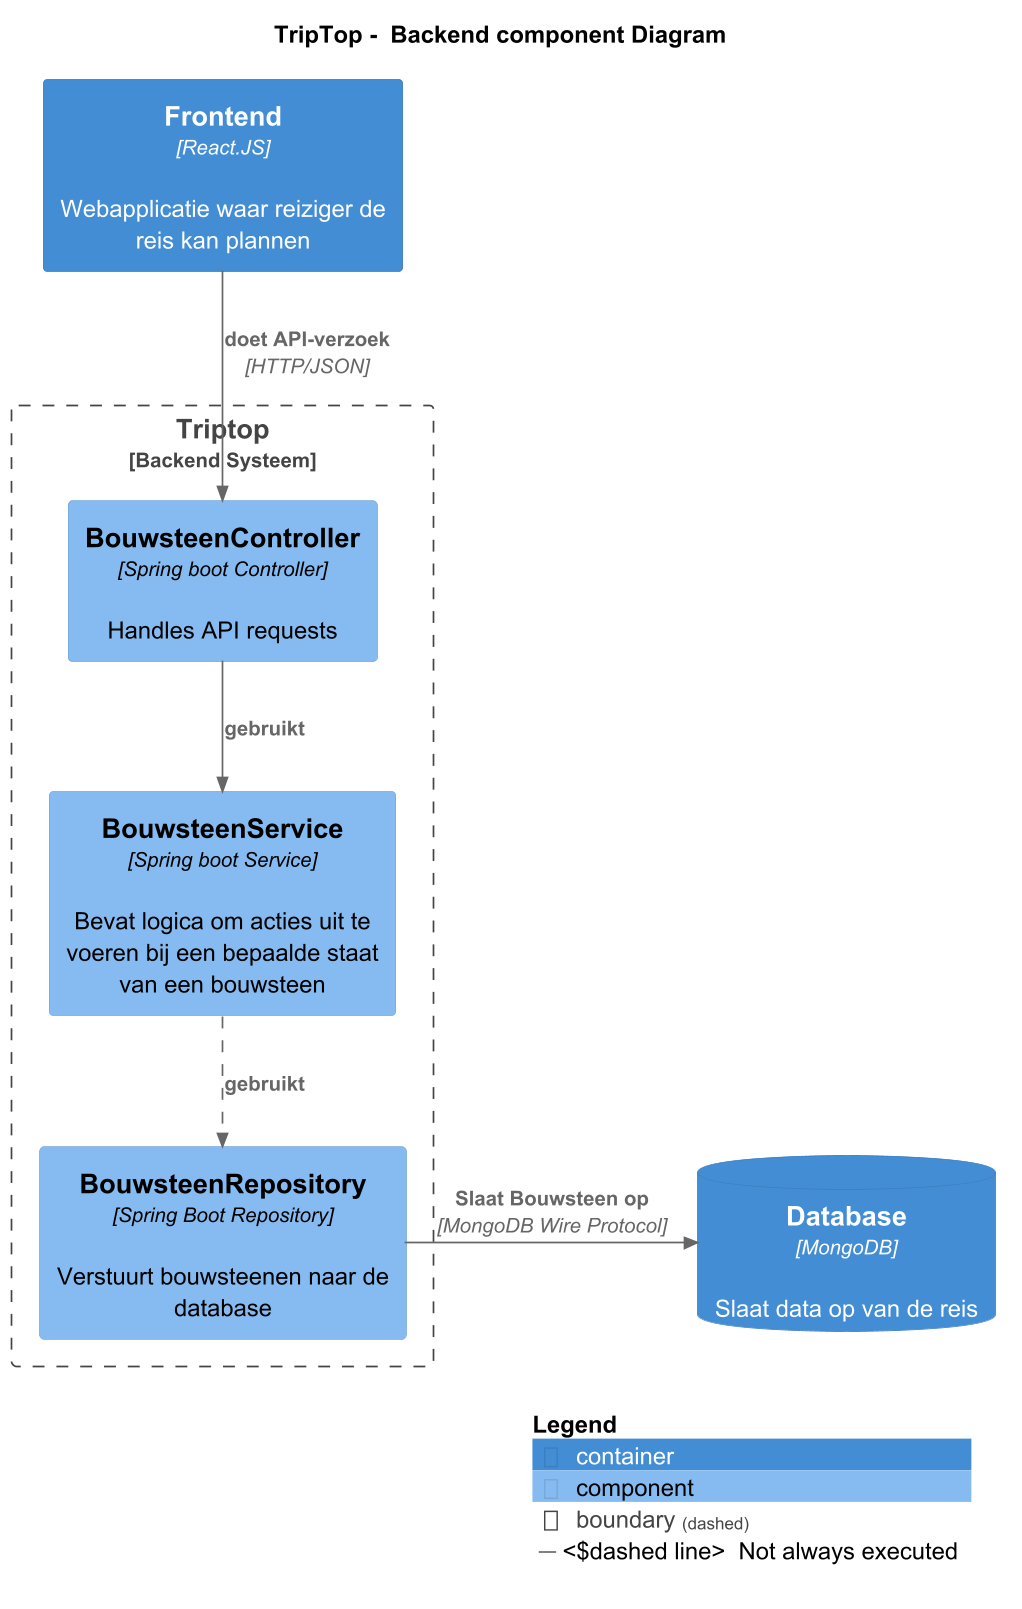 TripTop - Backend component Diagram
Frontend
[React.JS]
Webapplicatie waar reiziger de
reis kan plannen
doet API-verzoek
[HTTP/JSON]
Triptop
[Backend Systeem]
BouwsteenController
[Spring boot Controller]
Handles API requests
gebruikt
BouwsteenService
[Spring boot Service]
Bevat logica om acties uit te
voeren bij een bepaalde staat
van een bouwsteen
gebruikt
BouwsteenRepository
[Spring Boot Repository]
Verstuurt bouwsteenen naar de
database
Slaat Bouwsteen op
[MongoDB Wire Protocol]
Database
[MongoDB]
Slaat data op van de reis
Legend
container
component
boundary (dashed)
<$dashed line> Not always executed